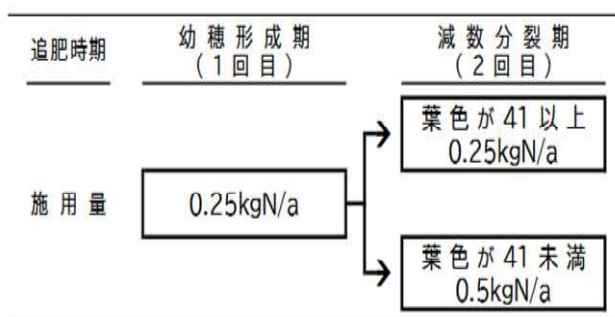 追肥時期
幼穂形成期
(1回目)
減数分裂期
(2回目)
施用量
0.25kgN/a
葉色が41以上
0.25kgN/a
葉色が41未満
0.5kgN/a